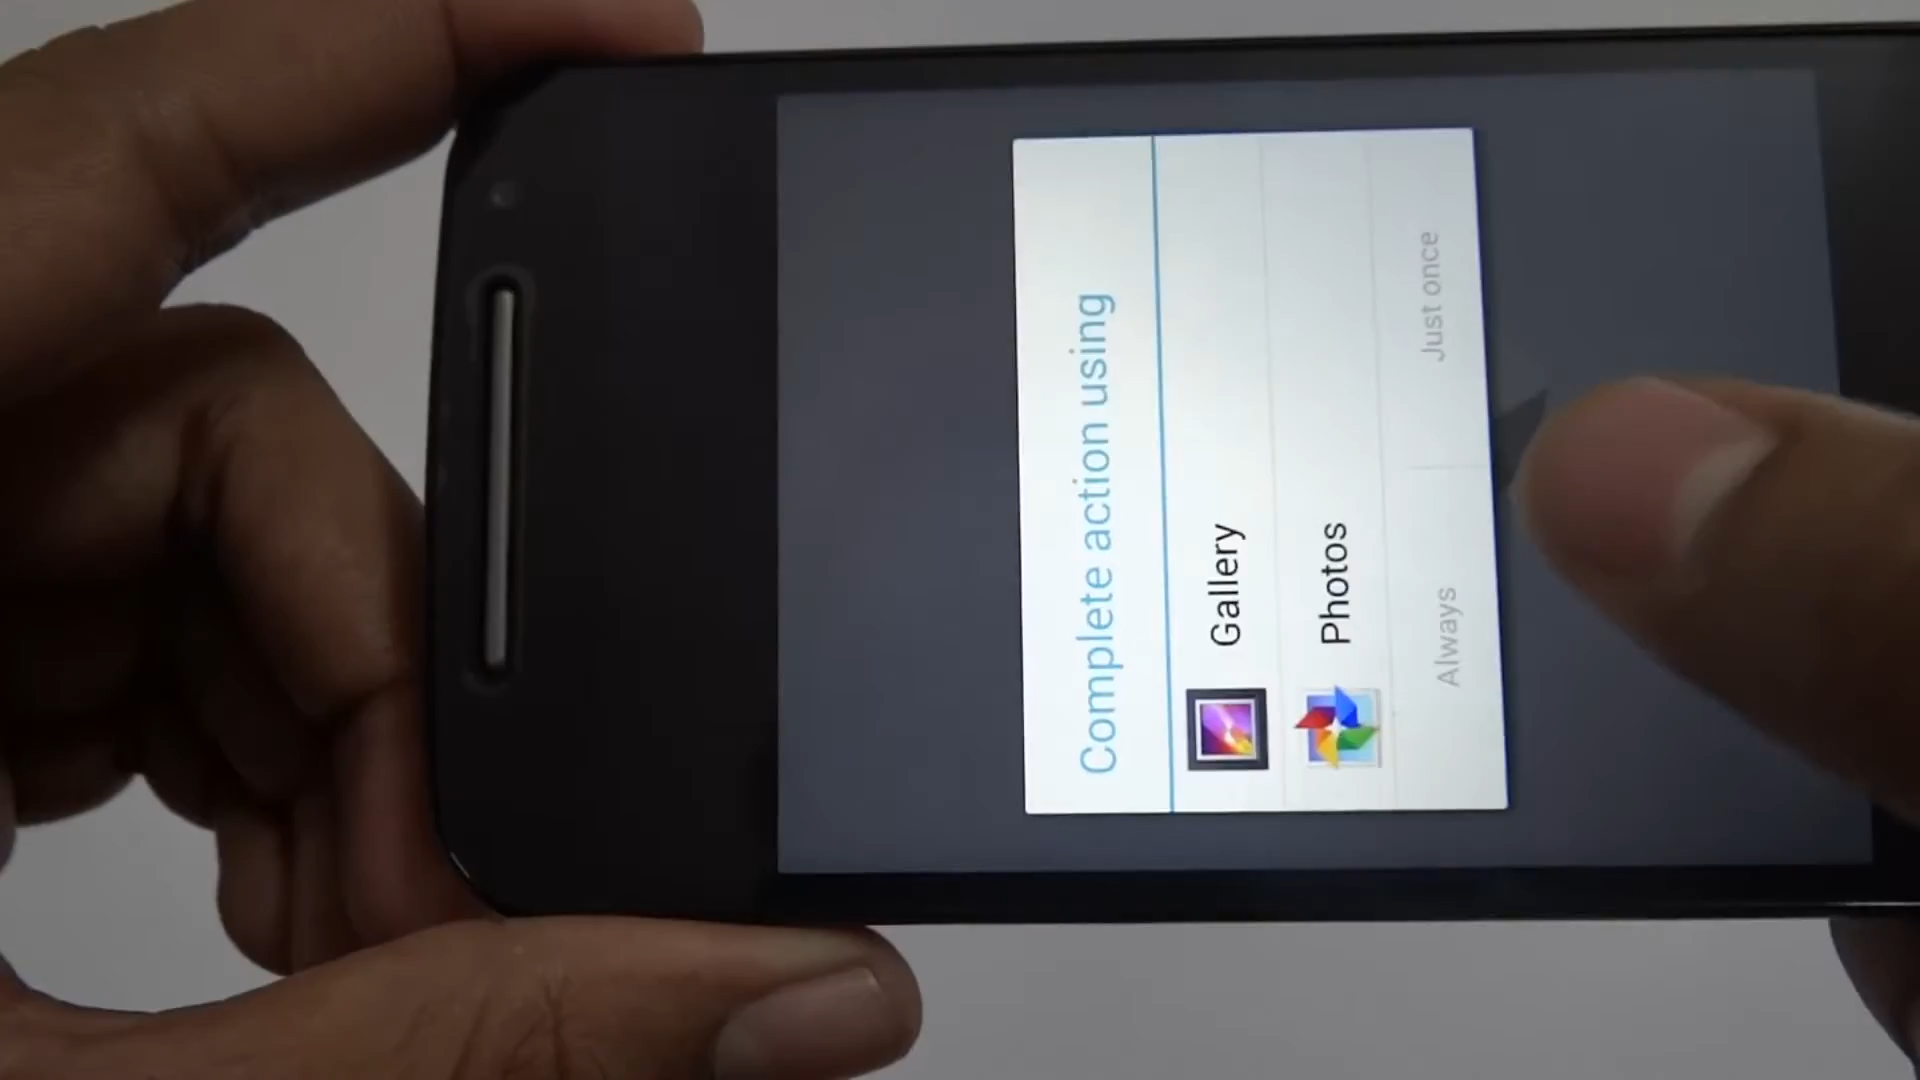 Complete action using
Gallery
Photos
Always
Just once